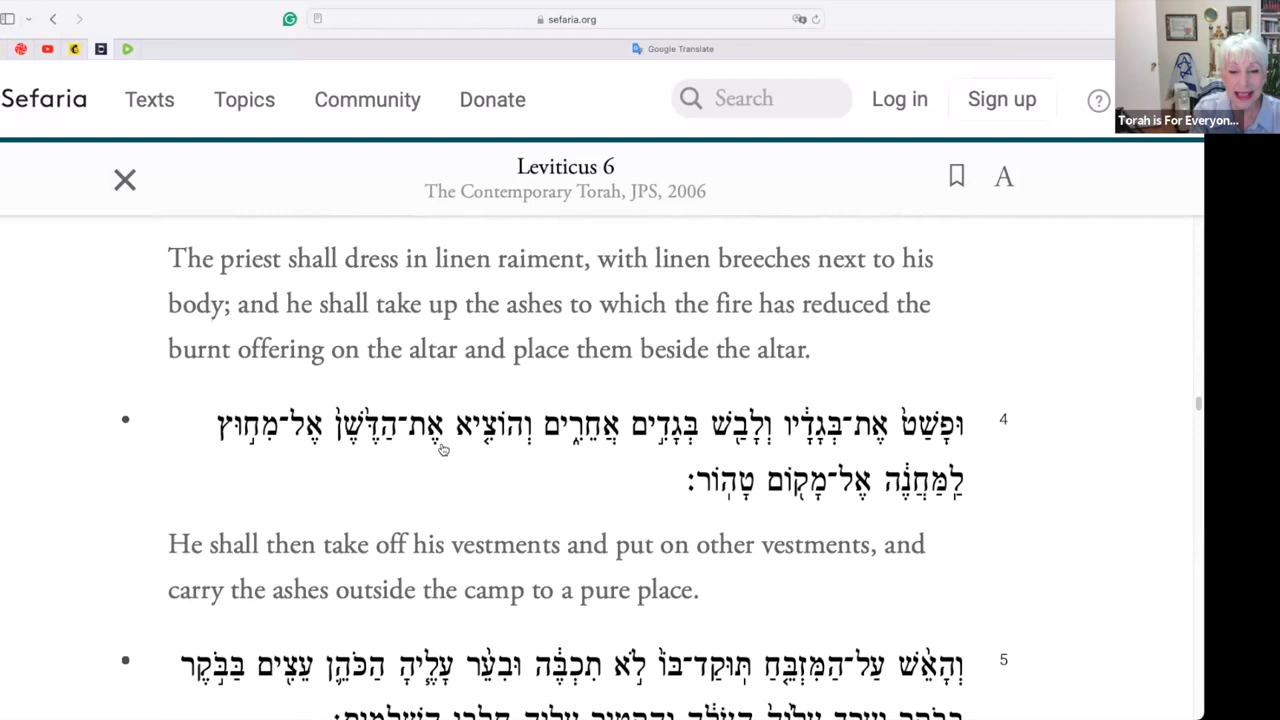 sefaria.org
Google Translate
Sefaria Texts Topics Community Donate Search Log in Sign up ?
Torah is For Everyon...
Leviticus 6
The Contemporary Torah, JPS, 2006
A
The priest shall dress in linen raiment, with linen breeches next to his
body; and he shall take up the ashes to which the fire has reduced the
burnt offering on the altar and place them beside the altar.
4
וּפָשַׁט֙ אֶת־בְּגָדָ֔יו וְלָבַ֖שׁ בְּגָדִ֣ים אֲחֵרִ֑ים וְהוֹצִ֤יא אֶת־הַדֶּ֙שֶׁן֙ אֶל־מִח֣וּץ
לַֽמַּחֲנֶ֔ה אֶל־מָק֖וֹם טָהֽוֹר׃
He shall then take off his vestments and put on other vestments, and
carry the ashes outside the camp to a pure place.
5
וְהָאֵ֨שׁ עַל־הַמִּזְבֵּ֤חַ תּֽוּקַד־בּוֹ֙ לֹ֣א תִכְבֶּ֔ה וּבִעֵ֨ר עָלֶ֧יהָ הַכֹּהֵ֛ן עֵצִ֖ים בַּבֹּ֣קֶר